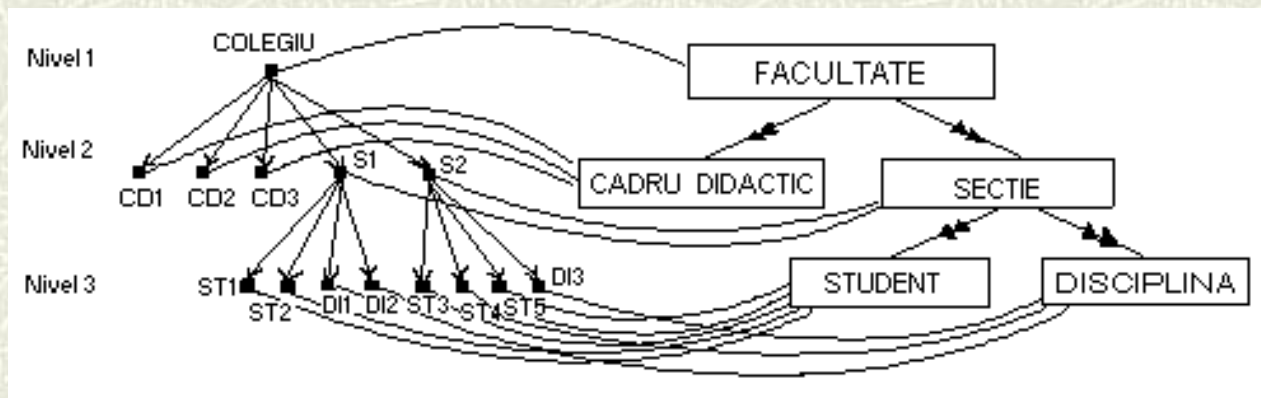 COLEGIU
Nivel 1
FACULTATE
Nivel 2
S1
S2
CADRU DIDACTIC
SECTIE
CD1
CD2
CD3
Nivel 3
ST1
ST2
DI1
DI2
ST3
ST4
ST5
DI3
STUDENT
DISCIPLINA